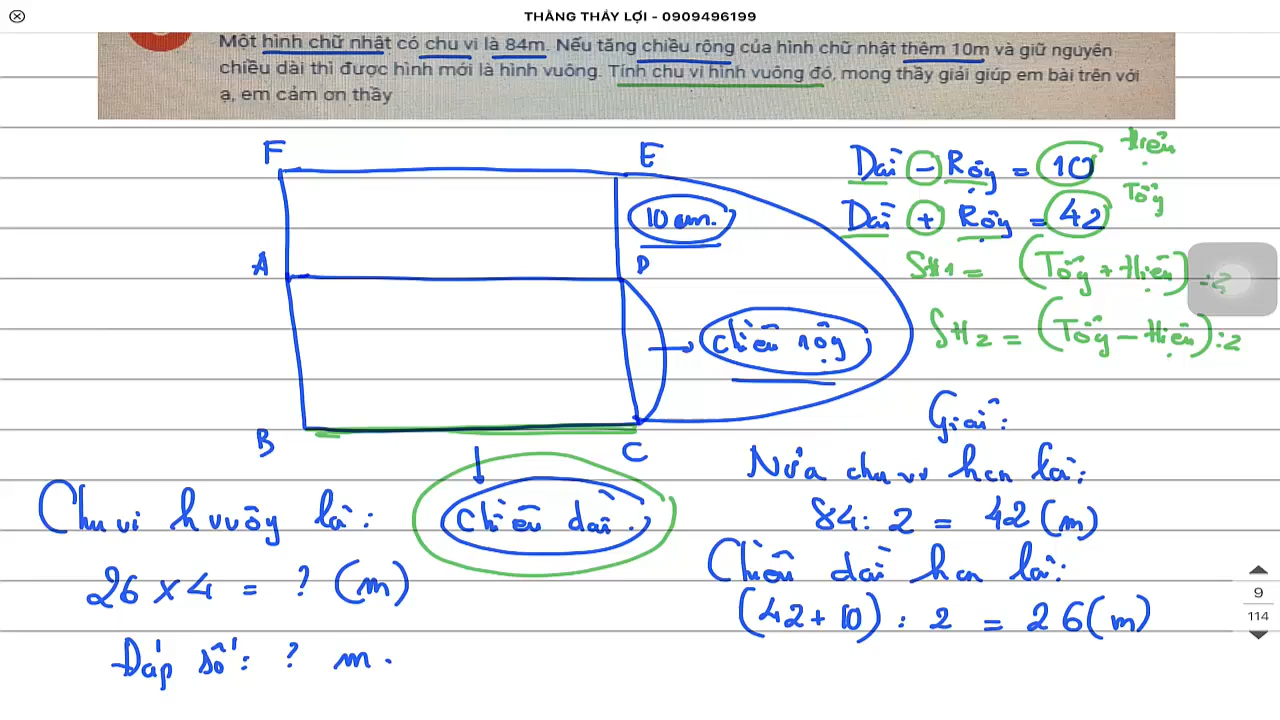 THẮNG THẦY LỢI - 0909496199
Một hình chữ nhật có chu vi là 84m. Nếu tăng chiều rộng của hình chữ nhật thêm 10m và giữ nguyên
chiều dài thì được hình mới là hình vuông. Tính chu vi hình vuông đó, mong thầy giải giúp em bài trên với
ạ, em cảm ơn thầy
F E
10 cm.
A D
chiều rộng
B C
chiều dài.
Dài - Rộng = 10 Hiệu
Dài + Rộng = 42 Tổng
SH1 = (Tổng + Hiệu) : 2
SH2 = (Tổng - Hiệu) : 2
Giải:
Nửa chu vi hcn là:
84 : 2 = 42 (m)
Chiều dài hcn là:
(42 + 10) : 2 = 26 (m)
Chu vi h vuông là:
26 x 4 = ? (m)
Đáp số: ? m.
9
114